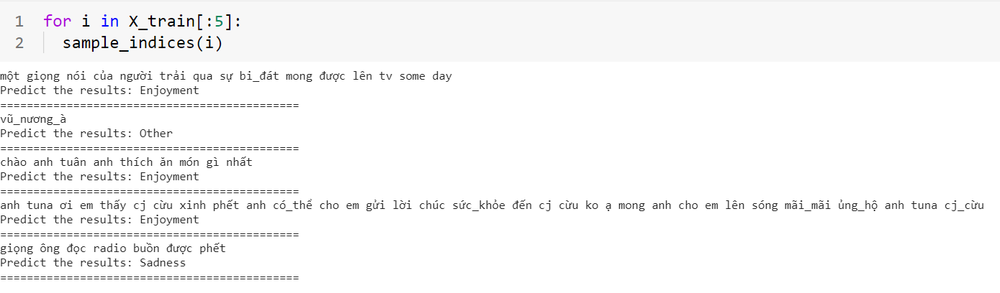 1 for i in X_train[:5]:
2 sample_indices(i)
một giọng nói của người trải qua sự bi_đát mong được lên tv some day
Predict the results: Enjoyment
=============================================
vũ_nương_à
Predict the results: Other
=============================================
chào anh tuân anh thích ăn món gì nhất
Predict the results: Enjoyment
=============================================
anh tuna ơi em thấy cj cừu xinh phết anh có_thể cho em gửi lời chúc sức_khỏe đến cj cừu ko ạ mong anh cho em lên sóng mãi_mãi ủng_hộ anh tuna cj_cừu
Predict the results: Enjoyment
=============================================
giọng ông đọc radio buồn được phết
Predict the results: Sadness
=============================================